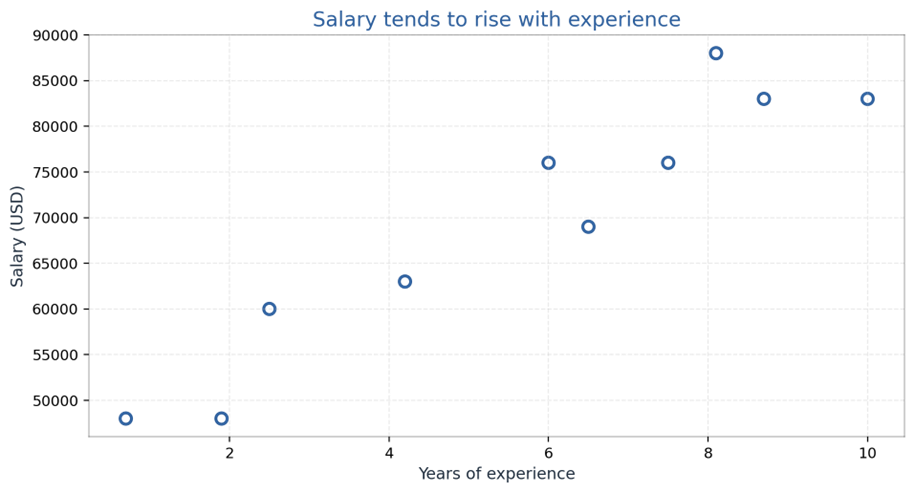 Salary tends to rise with experience
90000
85000
80000
75000
70000
65000
60000
55000
50000
Salary (USD)
2 4 6 8 10
Years of experience